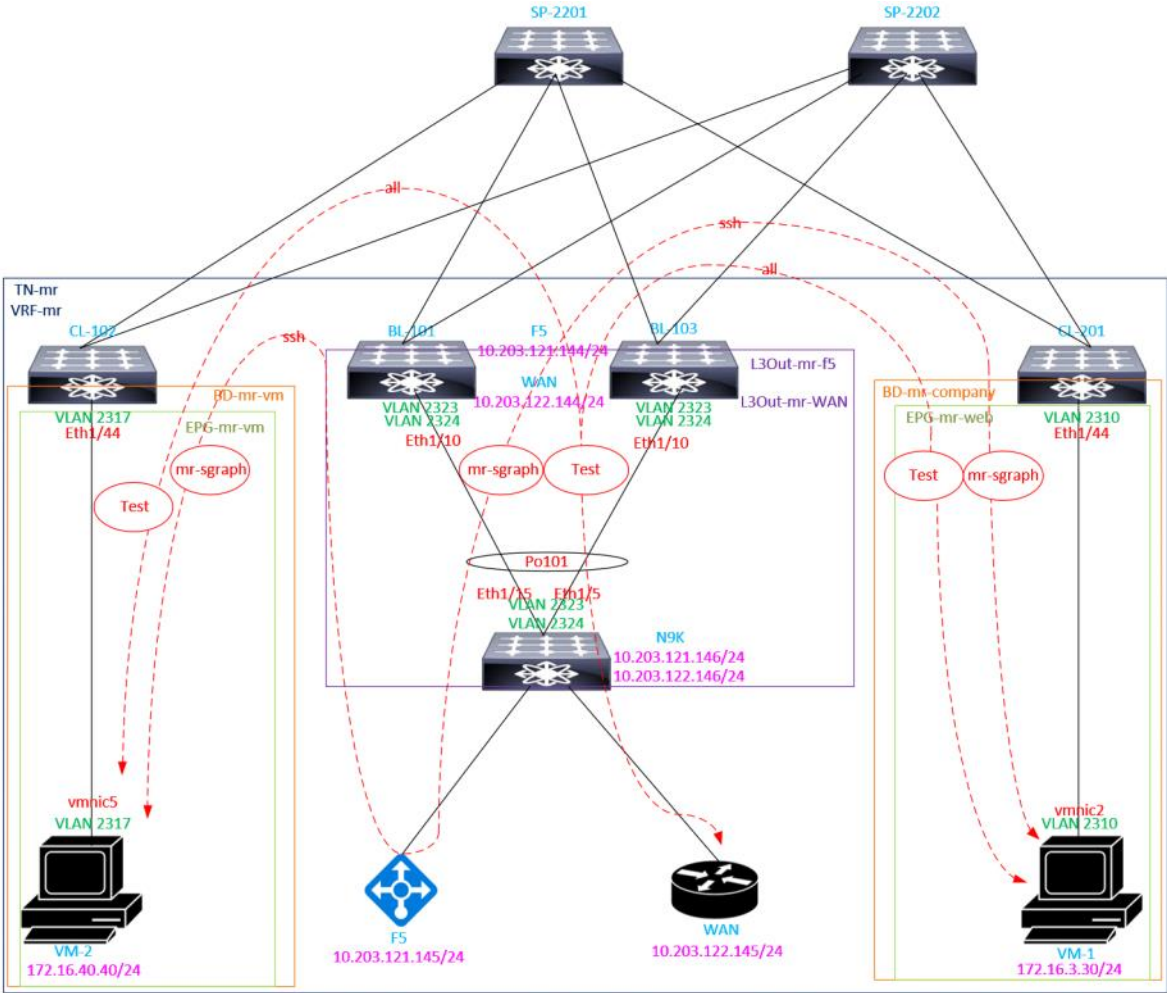 SP-2201
SP-2202
all
ssh
all
TN-mr
VRF-mr
CL-102
ssh
BL-101
F5
10.203.121.144/24
BL-103
CL-201
L3Out-mr-f5
WAN
10.203.122.144/24
L3Out-mr-WAN
BD-mr-vm
BD-mr-company
VLAN 2317
Eth1/44
EPG-mr-vm
VLAN 2323
VLAN 2324
Eth1/10
VLAN 2323
VLAN 2324
Eth1/10
EPG-mr-web
VLAN 2310
Eth1/44
mr-sgraph
Test
mr-sgraph
Test
Test
mr-sgraph
Po101
Eth1/15
Eth1/5
VLAN 2323
VLAN 2324
N9K
10.203.121.146/24
10.203.122.146/24
vmnic5
VLAN 2317
vmnic2
VLAN 2310
VM-2
172.16.40.40/24
F5
10.203.121.145/24
WAN
10.203.122.145/24
VM-1
172.16.3.30/24